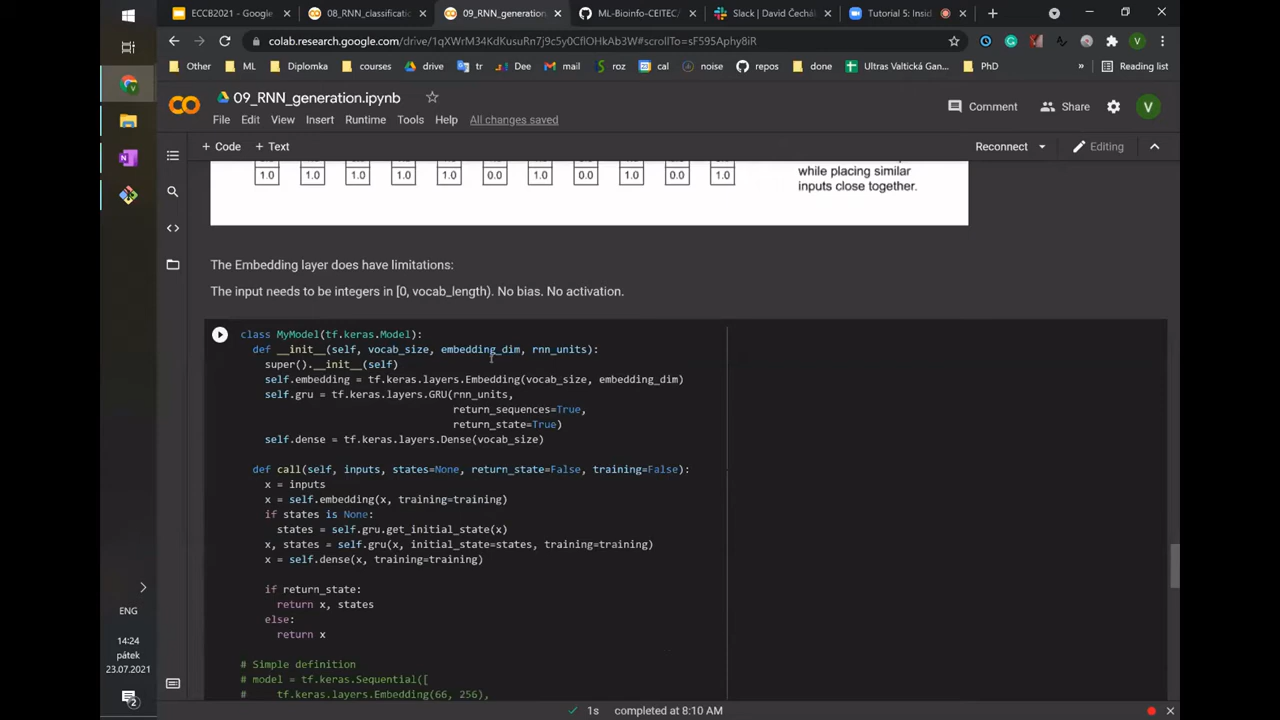 ECCB2021 - Google
08_RNN_classificati
09_RNN_generation.
ML-Bioinfo-CEITEC/
Slack | David Čechá
Tutorial 5: Insid
colab.research.google.com/drive/1qXWrM34KdKusuRn7j9c5y0CflOHkAb3W#scrollTo=sF595Aphy8iR
Other
ML
Diplomka
courses
drive
tr
Dee
mail
roz
cal
noise
repos
done
Ultras Valtická Gan...
PhD
»
Reading list
09_RNN_generation.ipynb
Comment
Share
V
File Edit View Insert Runtime Tools Help All changes saved
+ Code + Text
Reconnect
Editing
1.0 1.0 1.0 1.0 1.0 0.0 1.0 0.0 1.0 0.0 1.0
while placing similar
inputs close together.
The Embedding layer does have limitations:
The input needs to be integers in [0, vocab_length). No bias. No activation.
class MyModel(tf.keras.Model):
def __init__(self, vocab_size, embedding_dim, rnn_units):
super().__init__(self)
self.embedding = tf.keras.layers.Embedding(vocab_size, embedding_dim)
self.gru = tf.keras.layers.GRU(rnn_units,
return_sequences=True,
return_state=True)
self.dense = tf.keras.layers.Dense(vocab_size)
def call(self, inputs, states=None, return_state=False, training=False):
x = inputs
x = self.embedding(x, training=training)
if states is None:
states = self.gru.get_initial_state(x)
x, states = self.gru(x, initial_state=states, training=training)
x = self.dense(x, training=training)
if return_state:
return x, states
else:
return x
# Simple definition
# model = tf.keras.Sequential([
# tf.keras.layers.Embedding(66, 256),
1s completed at 8:10 AM
ENG
14:24
pátek
23.07.2021
2